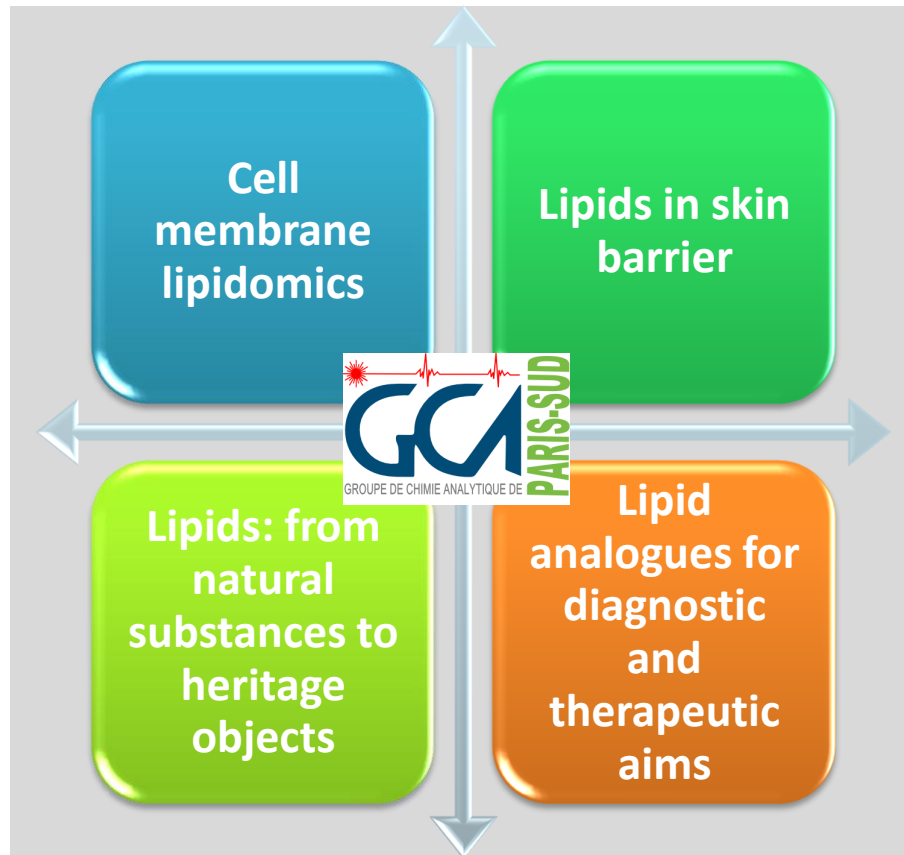 Cell
membrane
lipidomics
Lipids in skin
barrier
GCA
PARIS-SUD
GROUPE DE CHIMIE ANALYTIQUE DE
Lipids: from
natural
substances to
heritage
objects
Lipid
analogues for
diagnostic
and
therapeutic
aims